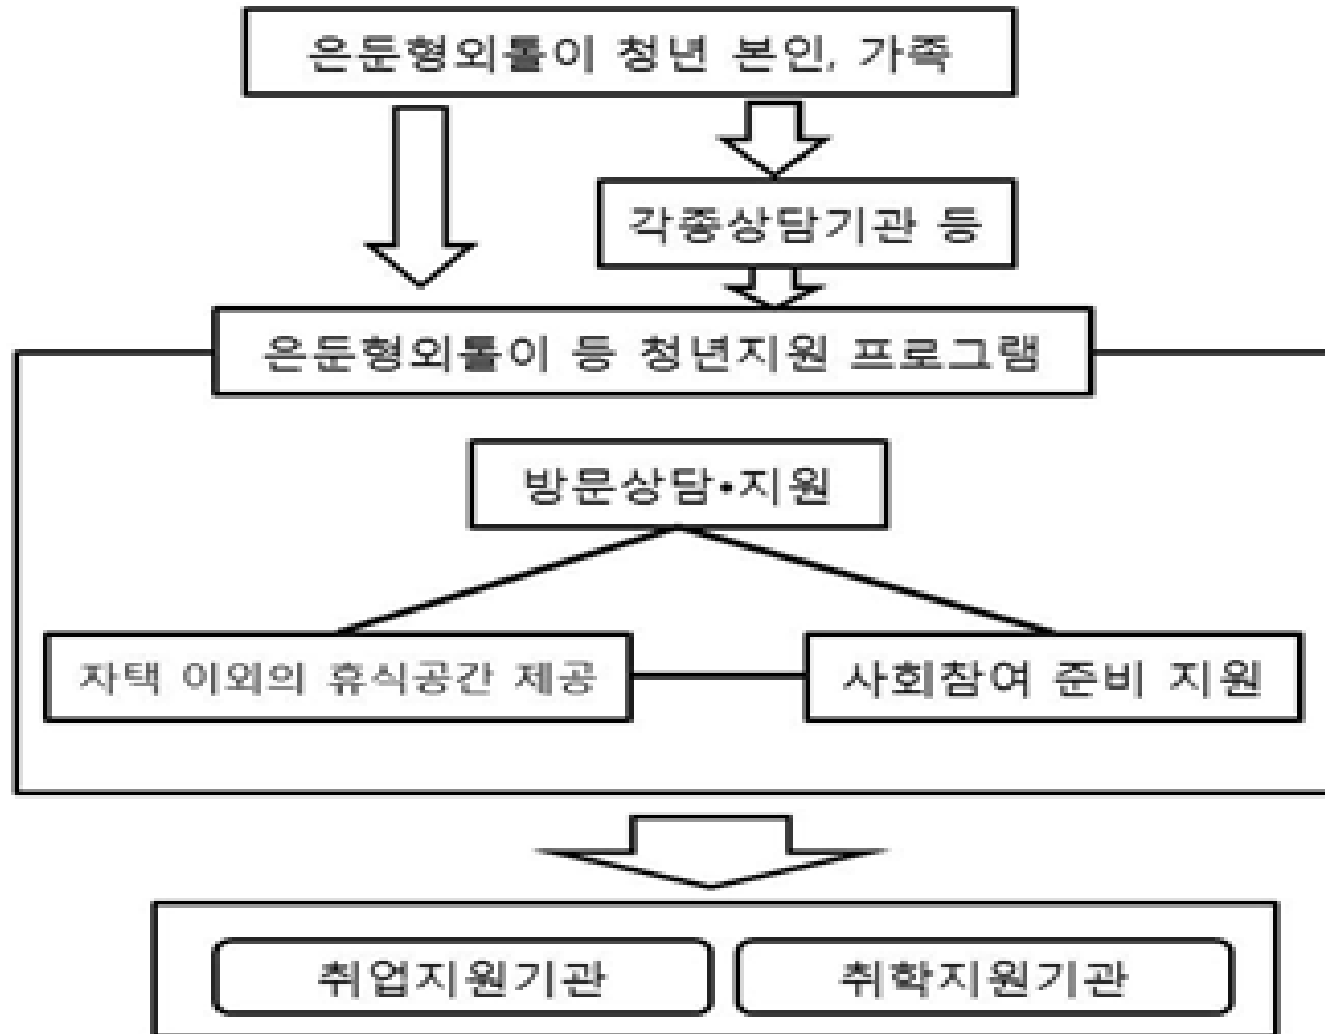 은둔형외톨이 청년 본인, 가족
각종상담기관 등
은둔형외톨이 등 청년지원 프로그램
방문상담•지원
자택 이외의 휴식공간 제공
사회참여 준비 지원
취업지원기관
취학지원기관